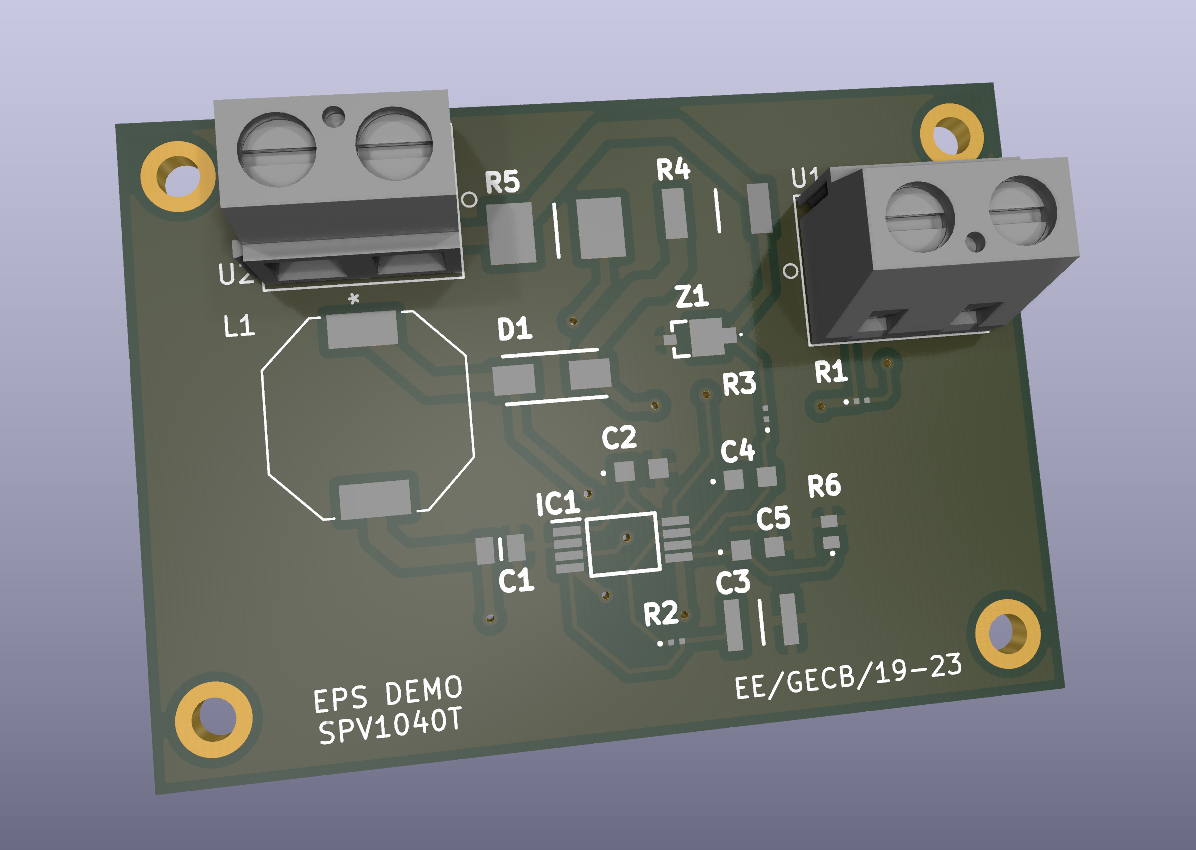 R5
R4
U1
U2
L1
*
Z1
D1
R3
R1
C2
C4
R6
IC1
C5
C1
C3
R2
EPS DEMO
SPV1040T
EE/GECB/19-23